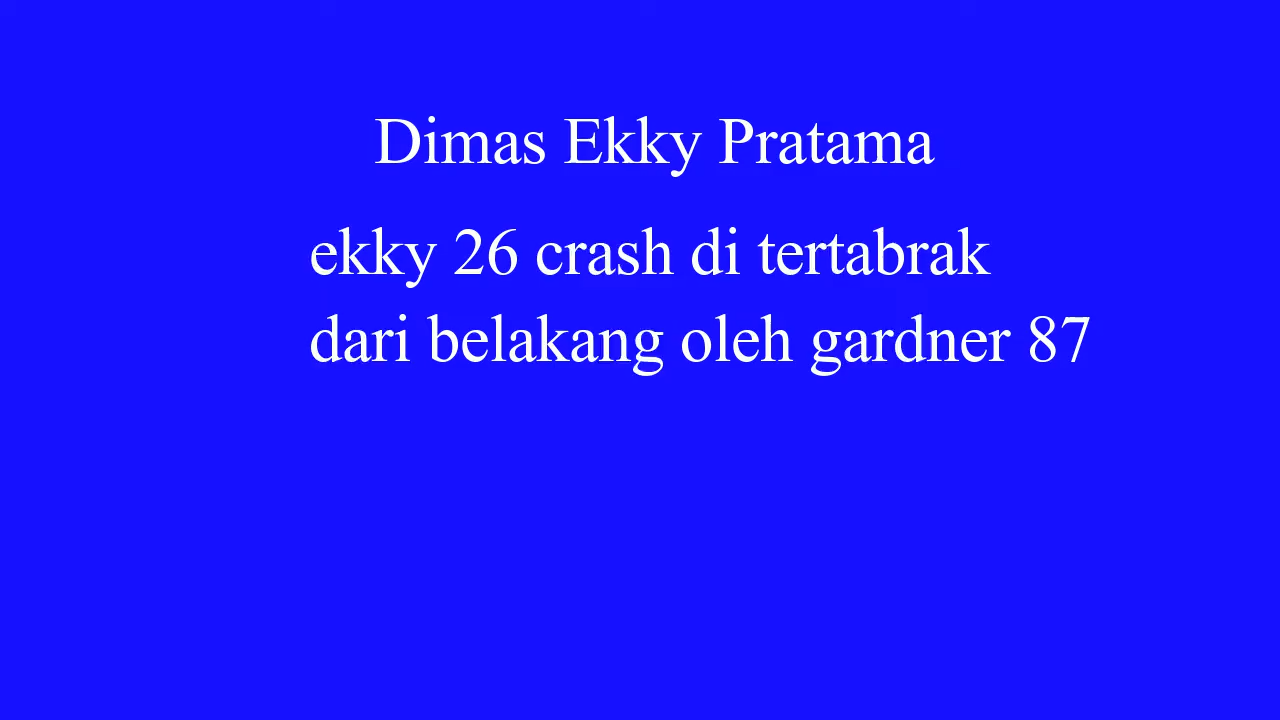 Dimas Ekky Pratama
ekky 26 crash di tertabrak
dari belakang oleh gardner 87